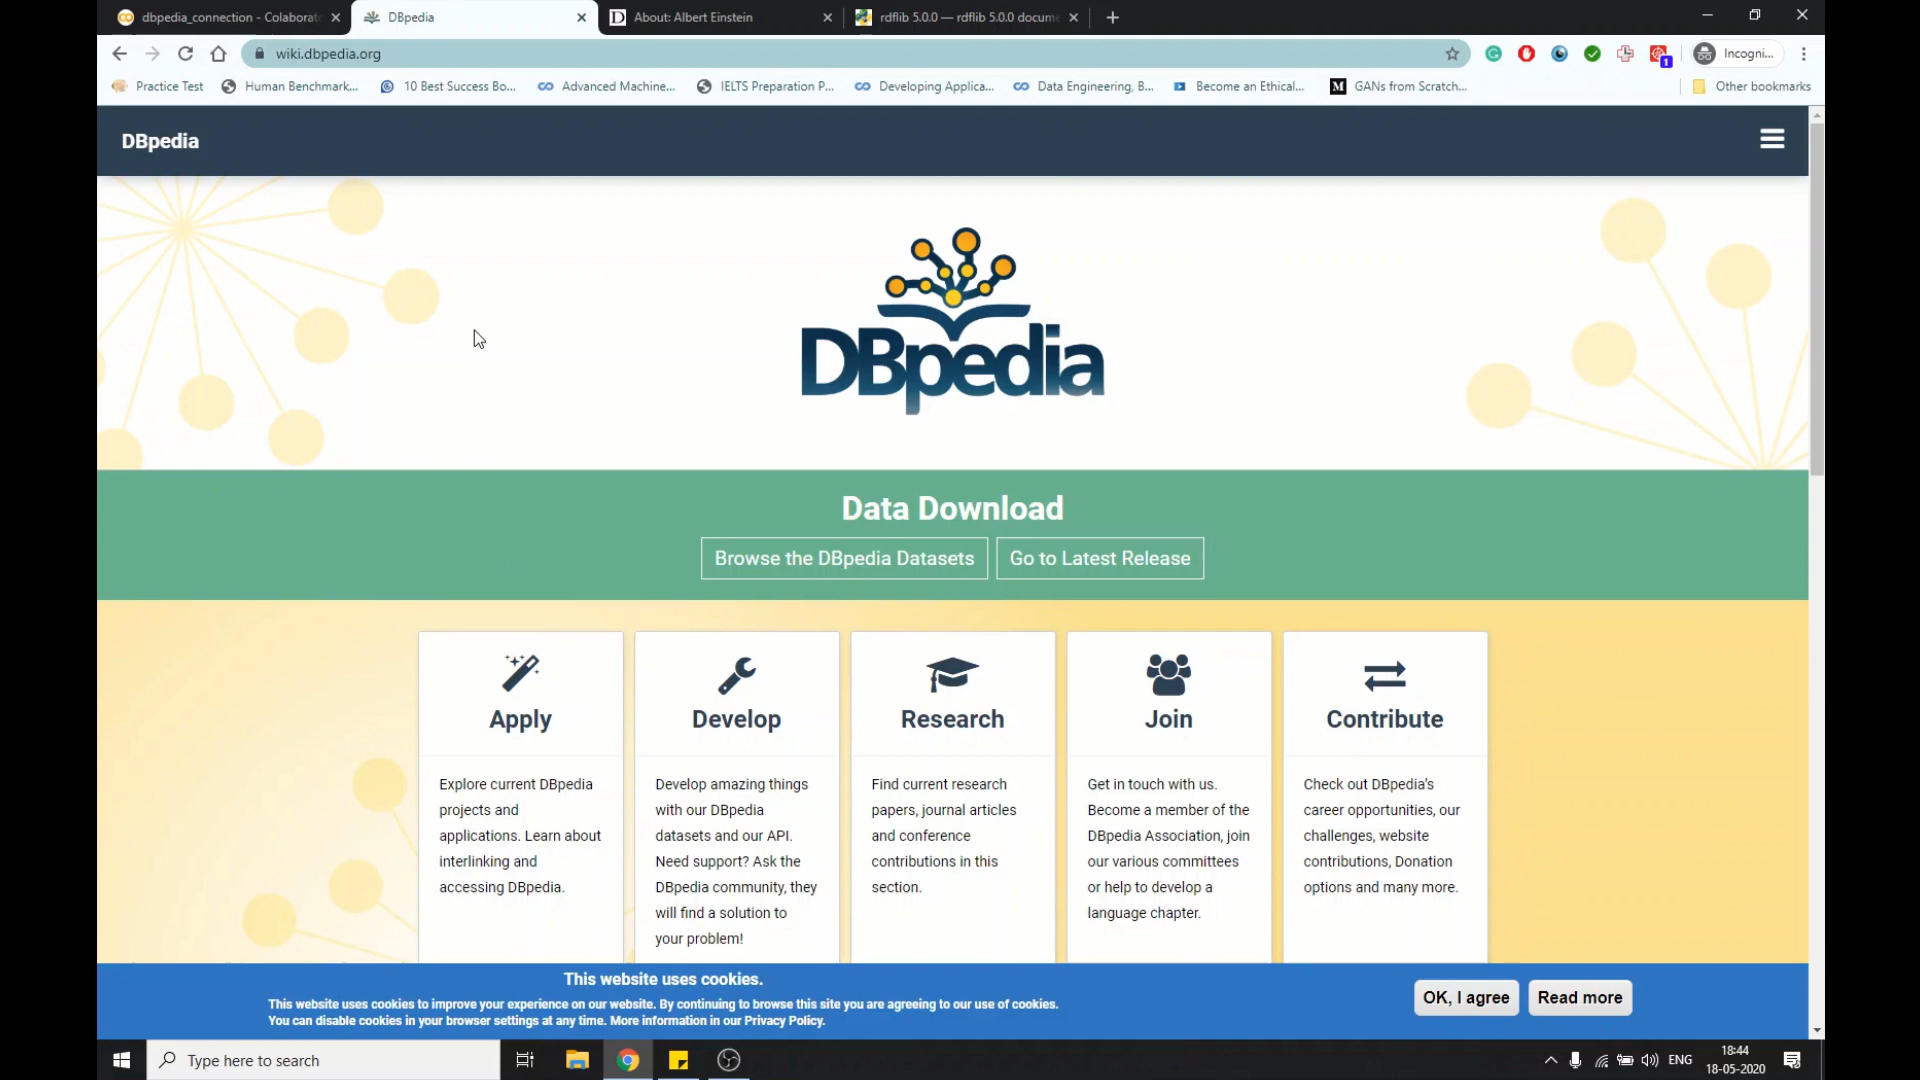 dbpedia_connection - Colaborat
DBpedia
About: Albert Einstein
rdflib 5.0.0 — rdflib 5.0.0 docume
wiki.dbpedia.org
Incogni...
Practice Test
Human Benchmark...
10 Best Success Bo...
Advanced Machine...
IELTS Preparation P...
Developing Applica...
Data Engineering, B...
Become an Ethical...
GANs from Scratch...
Other bookmarks
DBpedia
DBpedia
Data Download
Browse the DBpedia Datasets
Go to Latest Release
Apply
Explore current DBpedia
projects and
applications. Learn about
interlinking and
accessing DBpedia.
Develop
Develop amazing things
with our DBpedia
datasets and our API.
Need support? Ask the
DBpedia community, they
will find a solution to
your problem!
Research
Find current research
papers, journal articles
and conference
contributions in this
section.
Join
Get in touch with us.
Become a member of the
DBpedia Association, join
our various committees
or help to develop a
language chapter.
Contribute
Check out DBpedia's
career opportunities, our
challenges, website
contributions, Donation
options and many more.
This website uses cookies.
This website uses cookies to improve your experience on our website. By continuing to browse this site you are agreeing to our use of cookies.
You can disable cookies in your browser settings at any time. More information in our Privacy Policy.
OK, I agree
Read more
Type here to search
ENG
18:44
18-05-2020